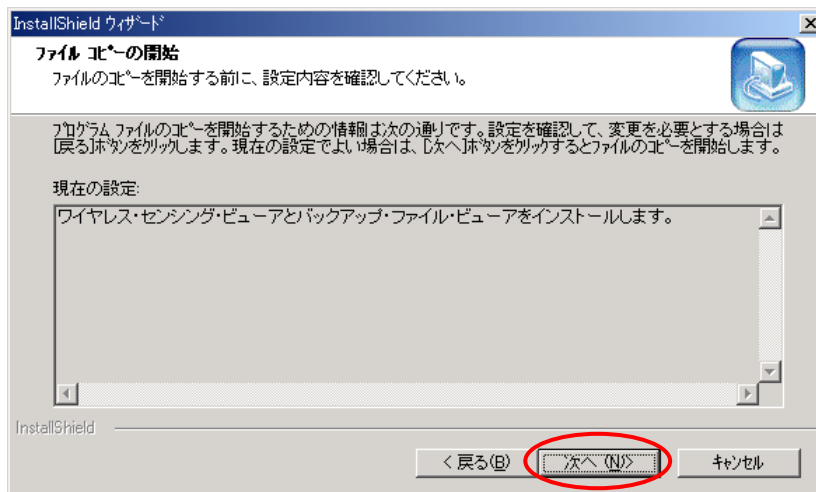 InstallShield ウィザード
ファイル コピーの開始
ファイルのコピーを開始する前に、設定内容を確認してください。
プログラム ファイルのコピーを開始するための情報は次の通りです。設定を確認して、変更を必要とする場合は
[戻る]ボタンをクリックします。現在の設定でよい場合は、[次へ]ボタンをクリックするとファイルのコピーを開始します。
現在の設定:
ワイヤレス・センシング・ビューアとバックアップ・ファイル・ビューアをインストールします。
InstallShield
< 戻る(B)
次へ (N)>
キャンセル